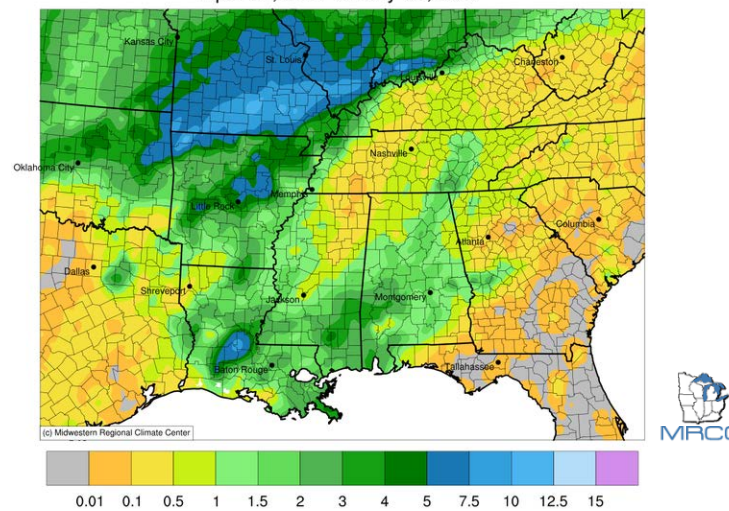 Kansas City
St. Louis
Charleston
Louisville
Nashville
Oklahoma City
Memphis
Little Rock
Columbia
Atlanta
Dallas
Shreveport
Jackson
Montgomery
Baton Rouge
Tallahassee
(c) Midwestern Regional Climate Center
MRCC
0.01 0.1 0.5 1 1.5 2 3 4 5 7.5 10 12.5 15